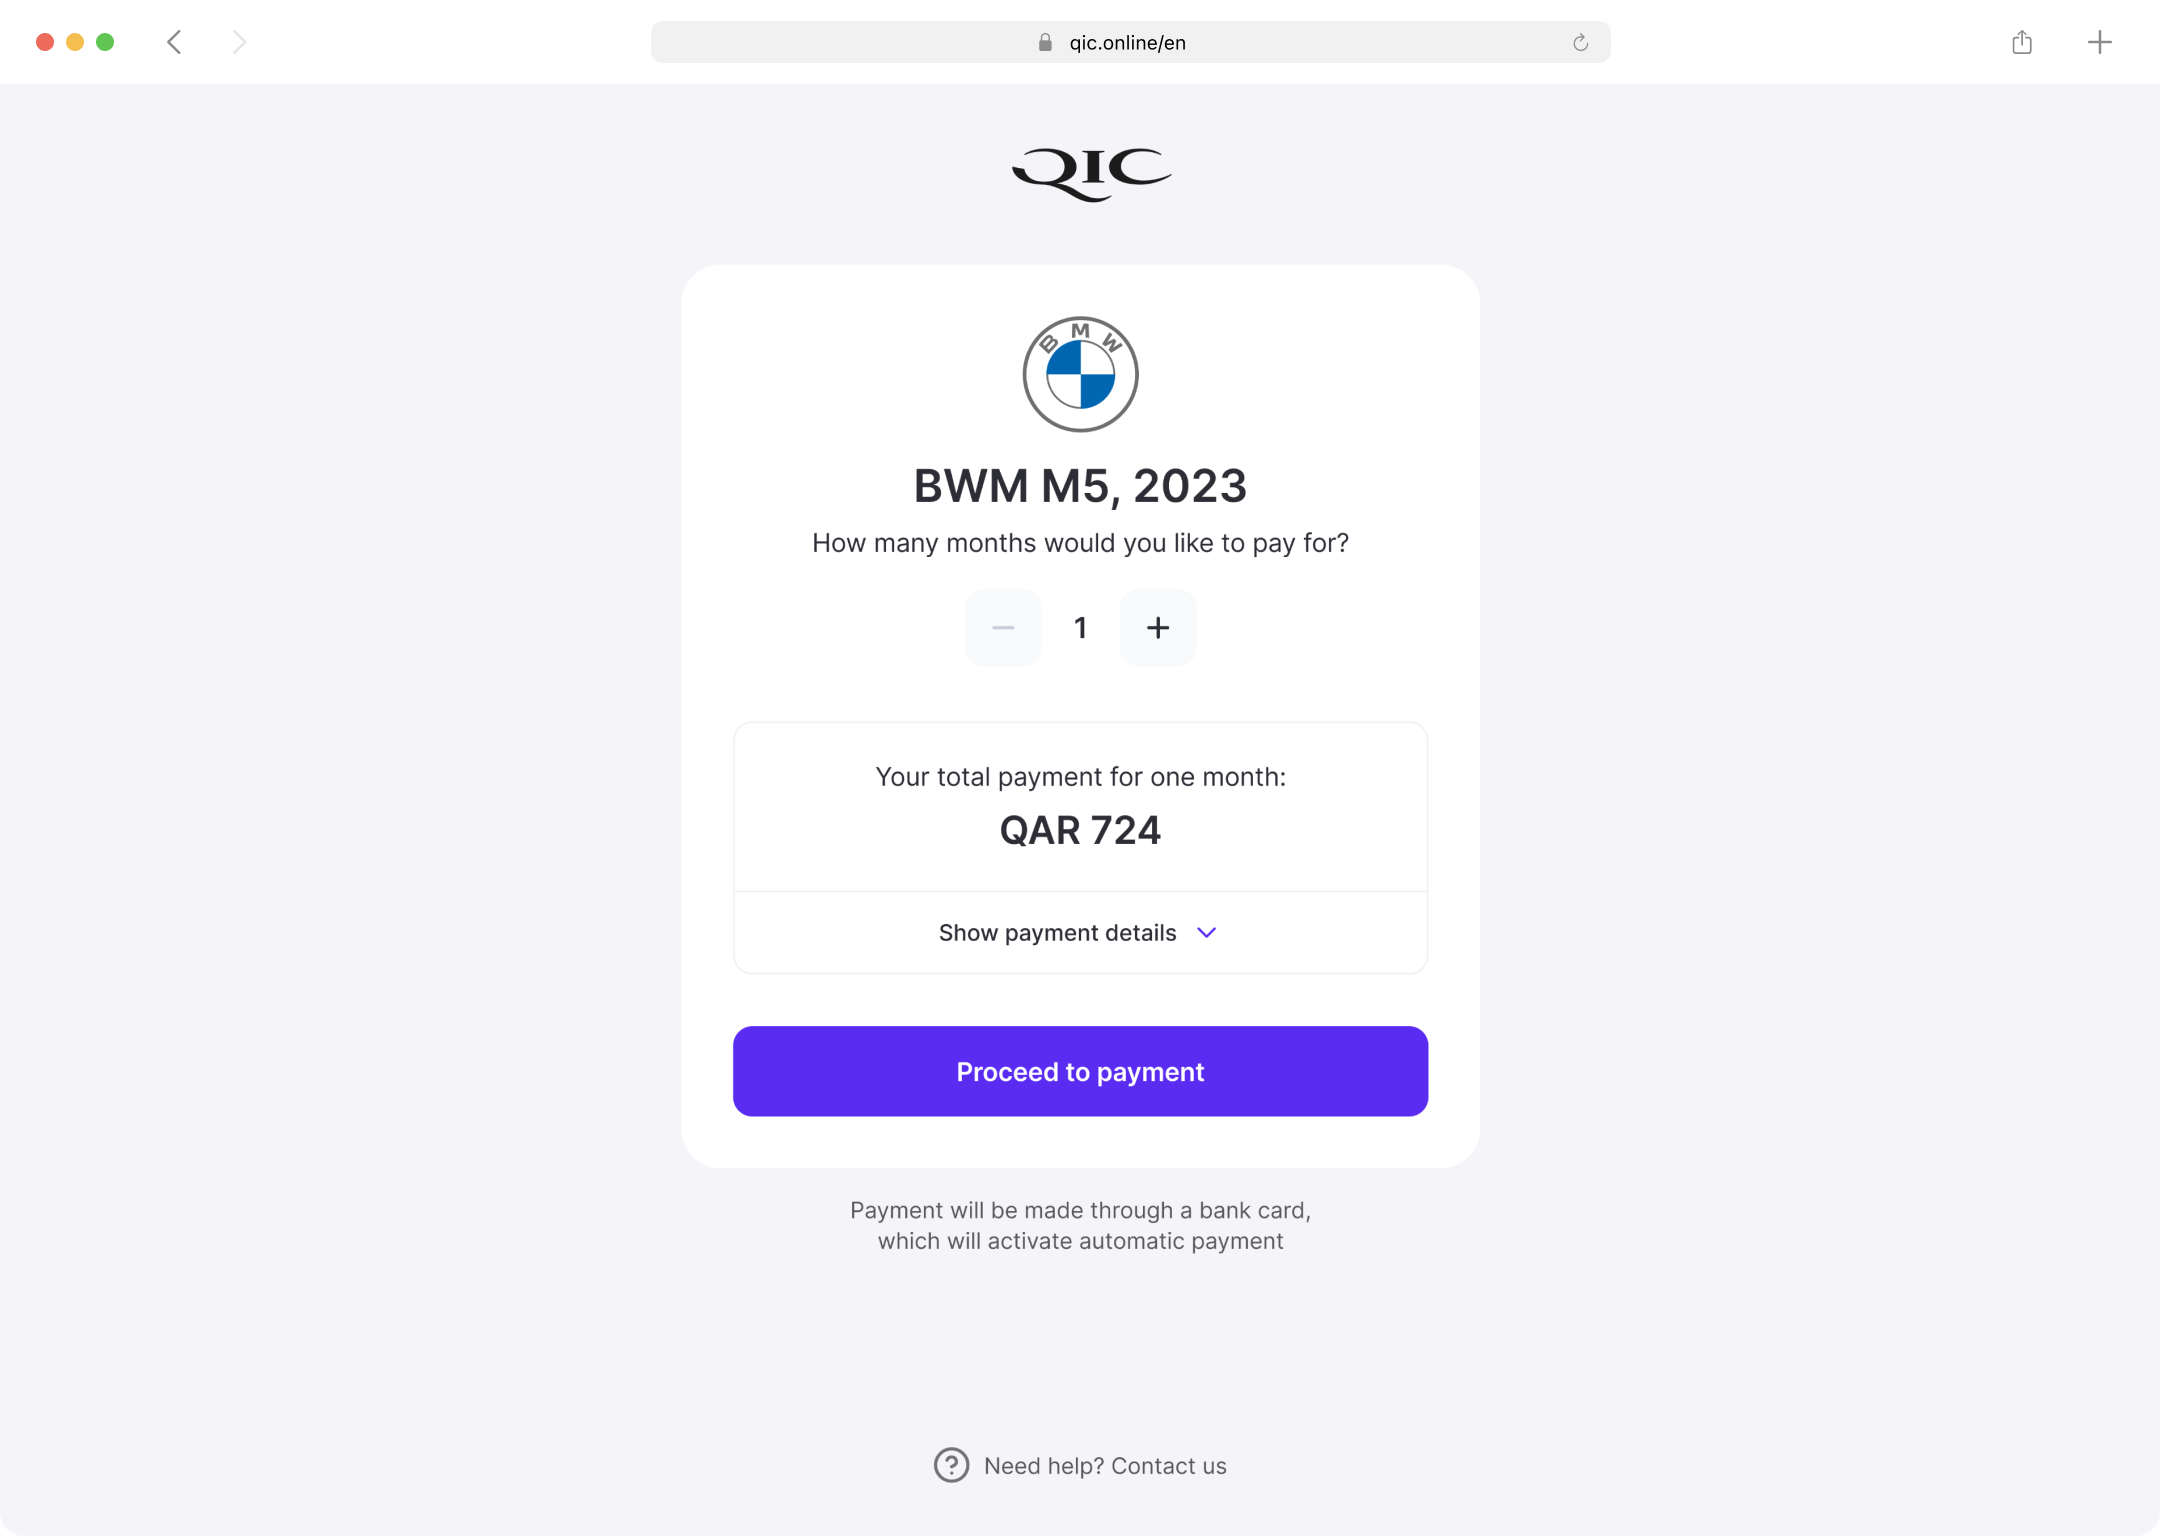 qic.online/en
QIC
BMW
BWM M5, 2023
How many months would you like to pay for?
1
Your total payment for one month:
QAR 724
Show payment details
Proceed to payment
Payment will be made through a bank card,
which will activate automatic payment
Need help? Contact us